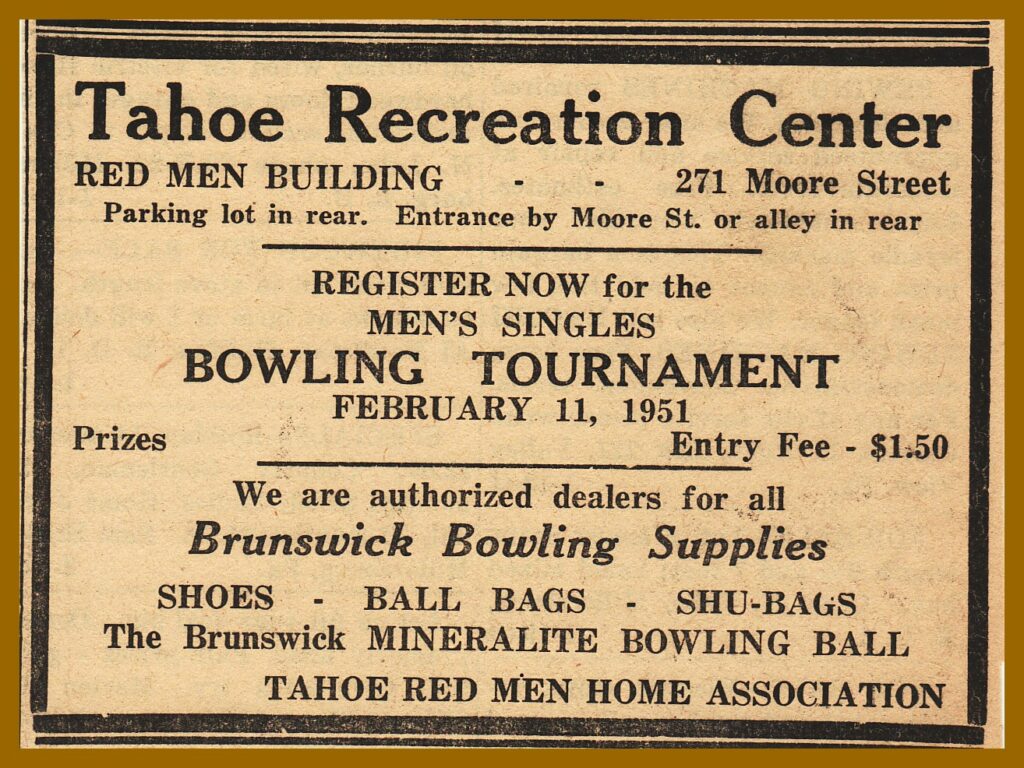 Tahoe Recreation Center
RED MEN BUILDING - - 271 Moore Street
Parking lot in rear. Entrance by Moore St. or alley in rear
REGISTER NOW for the
MEN'S SINGLES
BOWLING TOURNAMENT
FEBRUARY 11, 1951
Prizes Entry Fee - $1.50
We are authorized dealers for all
Brunswick Bowling Supplies
SHOES - BALL BAGS - SHU-BAGS
The Brunswick MINERALITE BOWLING BALL
TAHOE RED MEN HOME ASSOCIATION